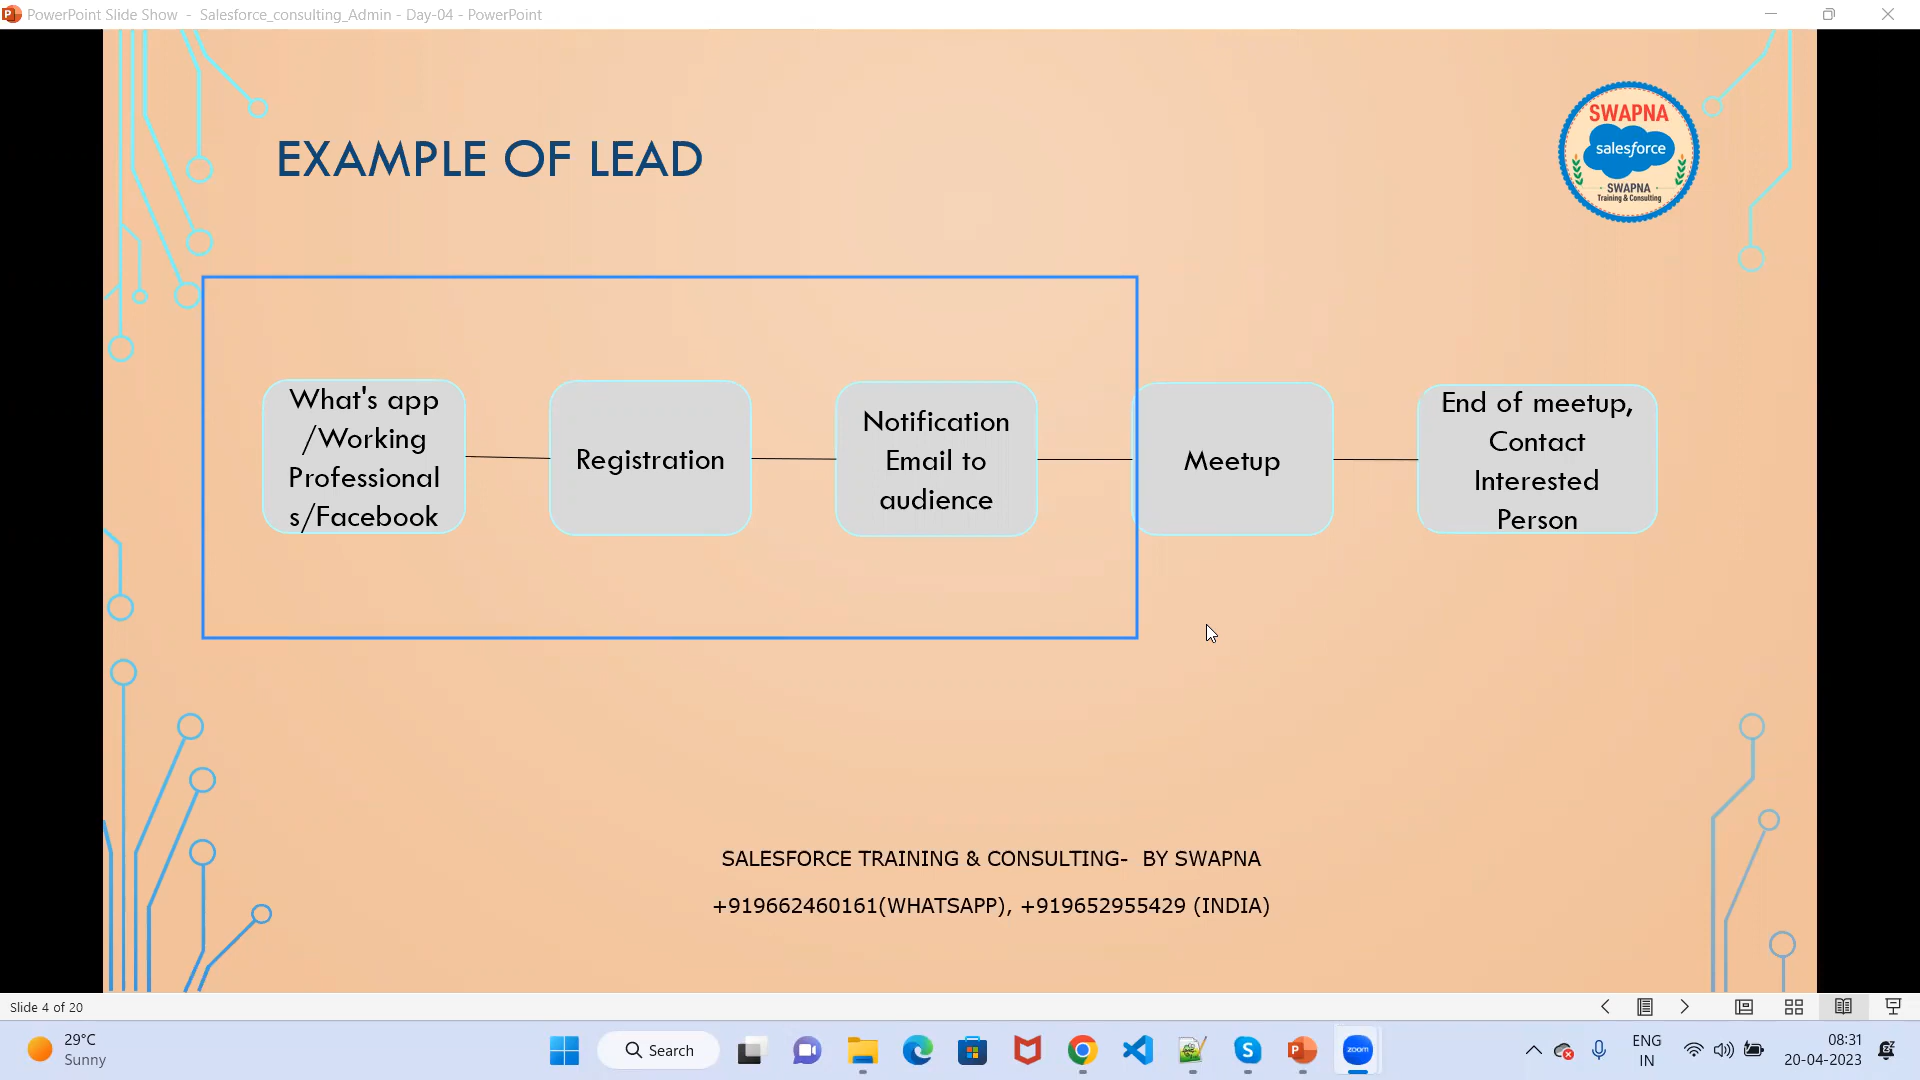 PowerPoint Slide Show - Salesforce_consulting_Admin - Day-04 - PowerPoint
EXAMPLE OF LEAD
SWAPNA
salesforce
SWAPNA
Training & Consulting
What's app
/Working
Professional
s/Facebook
Registration
Notification
Email to
audience
Meetup
End of meetup,
Contact
Interested
Person
SALESFORCE TRAINING & CONSULTING- BY SWAPNA
+919662460161(WHATSAPP), +919652955429 (INDIA)
Slide 4 of 20
29°C
Sunny
Search
zoom
ENG
IN
08:31
20-04-2023